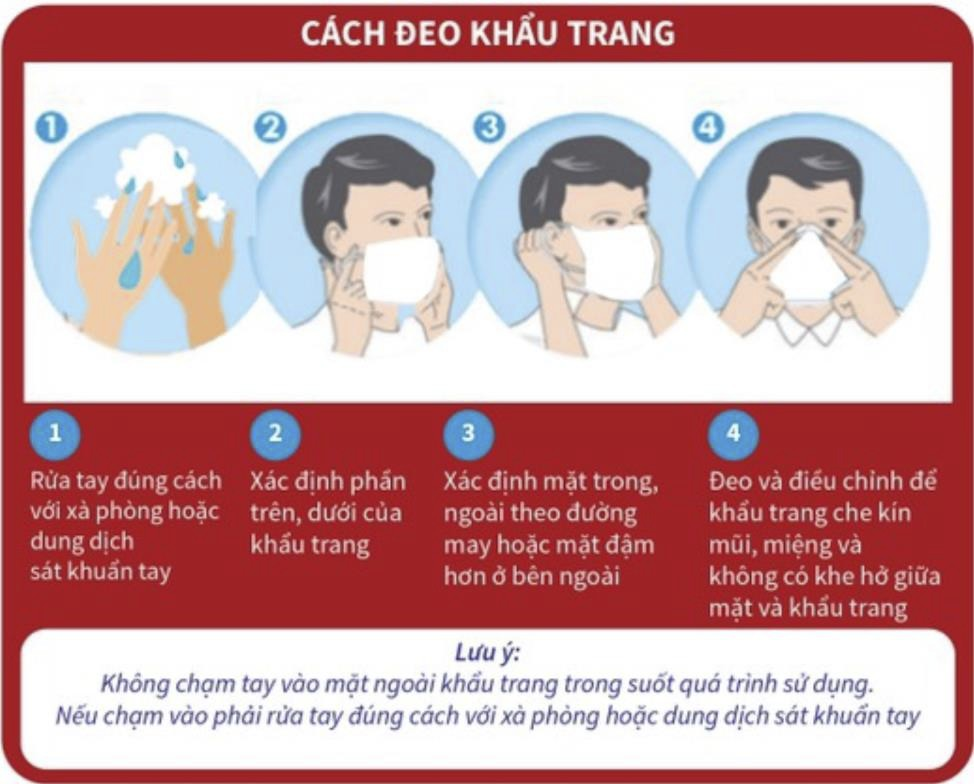 CÁCH ĐEO KHẨU TRANG
1
2
3
4
1
Rửa tay đúng cách
với xà phòng hoặc
dung dịch
sát khuẩn tay
2
Xác định phần
trên, dưới của
khẩu trang
3
Xác định mặt trong,
ngoài theo đường
may hoặc mặt đậm
hơn ở bên ngoài
4
Đeo và điều chỉnh để
khẩu trang che kín
mũi, miệng và
không có khe hở giữa
mặt và khẩu trang
Lưu ý:
Không chạm tay vào mặt ngoài khẩu trang trong suốt quá trình sử dụng.
Nếu chạm vào phải rửa tay đúng cách với xà phòng hoặc dung dịch sát khuẩn tay